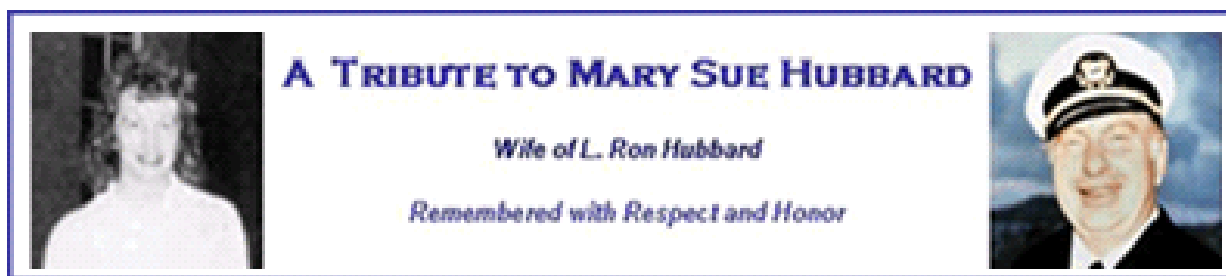 A Tribute to Mary Sue Hubbard
Wife of L. Ron Hubbard
Remembered with Respect and Honor